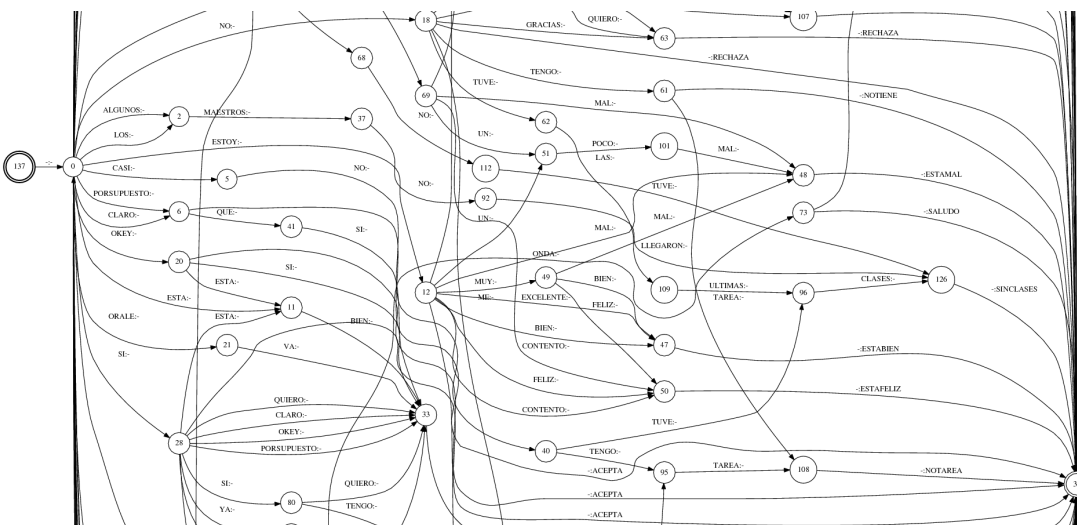 107
18
QUIERO:-
GRACIAS:-
NO:-
63
-:RECHAZA
68
-:RECHAZA
TENGO:-
TUVE:-
61
69
-:NOTIENE
MAL:-
ALGUNOS:-
MAESTROS:-
2
37
NO:-
62
LOS:-
UN:-
ESTOY:-
POCO:-
101
51
LAS:-
MAL:-
137
-:-
0
CASI:-
NO:-
112
48
-:ESTAMAL
5
NO:-
TUVE:-
PORSUPUESTO:-
92
6
QUE:-
73
-:SALUDO
CLARO:-
UN:-
MAL:-
41
SI:-
MAL:-
OKEY:-
LLEGARON:-
ONDA:-
20
SI:-
49
BIEN:-
CLASES:-
126
ESTA:-
MUY:-
12
109
ULTIMAS:-
96
-:SINCLASES
ESTA:-
ME:-
EXCELENTE:-
TAREA:-
11
FELIZ:-
ORALE:-
ESTA:-
BIEN:-
BIEN:-
21
VA:-
CONTENTO:-
47
-:ESTABIEN
SI:-
FELIZ:-
50
-:ESTAFELIZ
QUIERO:-
CONTENTO:-
33
CLARO:-
TUVE:-
OKEY:-
28
PORSUPUESTO:-
40
TENGO:-
-:ACEPTA
95
TAREA:-
108
-:NOTAREA
SI:-
QUIERO:-
3
80
-:ACEPTA
YA:-
TENGO:-
-:ACEPTA